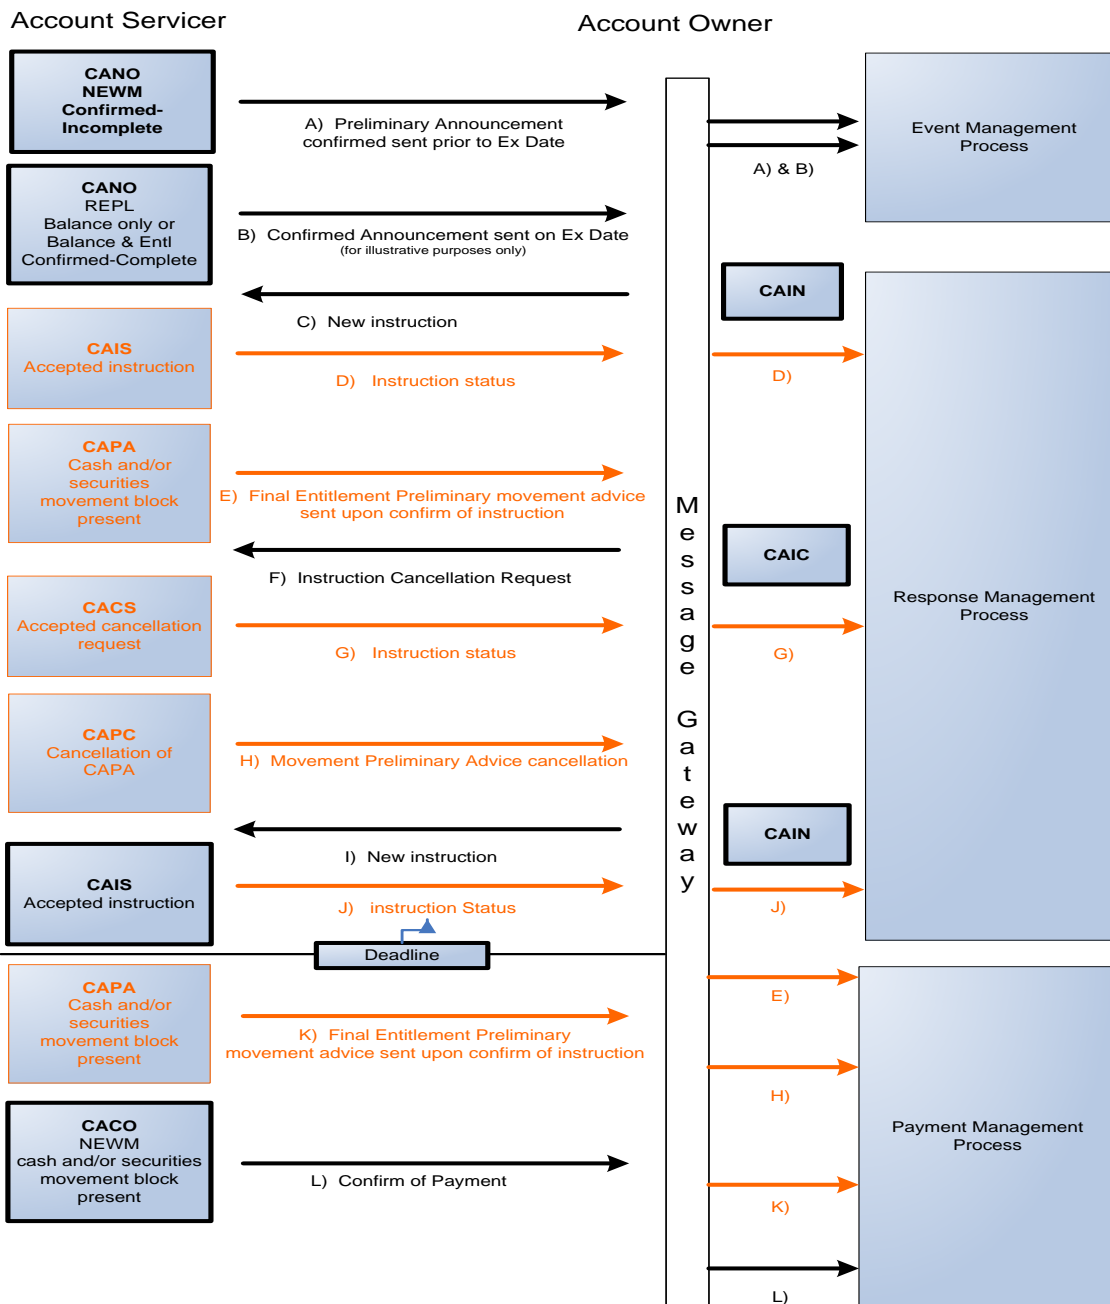 Account Servicer
Account Owner
CANO
NEWM
Confirmed-
Incomplete
A) Preliminary Announcement
confirmed sent prior to Ex Date
A) & B)
Event Management
Process
CANO
REPL
Balance only or
Balance & Entl
Confirmed-Complete
B) Confirmed Announcement sent on Ex Date
(for illustrative purposes only)
CAIN
C) New instruction
CAIS
Accepted instruction
D) Instruction status
D)
CAPA
Cash and/or
securities
movement block
present
E) Final Entitlement Preliminary movement advice
sent upon confirm of instruction
Message Gateway
CAIC
F) Instruction Cancellation Request
Response Management
Process
CACS
Accepted cancellation
request
G) Instruction status
G)
CAPC
Cancellation of
CAPA
H) Movement Preliminary Advice cancellation
CAIN
I) New instruction
CAIS
Accepted instruction
J) instruction Status
J)
Deadline
CAPA
Cash and/or
securities
movement block
present
K) Final Entitlement Preliminary
movement advice sent upon confirm of instruction
E)
H)
Payment Management
Process
CACO
NEWM
cash and/or securities
movement block
present
L) Confirm of Payment
K)
L)